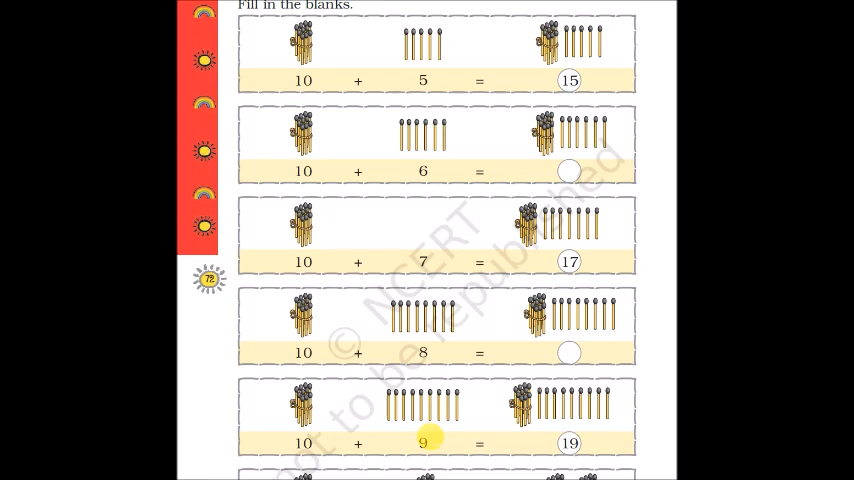 Fill in the blanks.
10 + 5 = 15
10 + 6 =
10 + 7 = 17
72
10 + 8 =
10 + 9 = 19
© NCERT
not to be republished